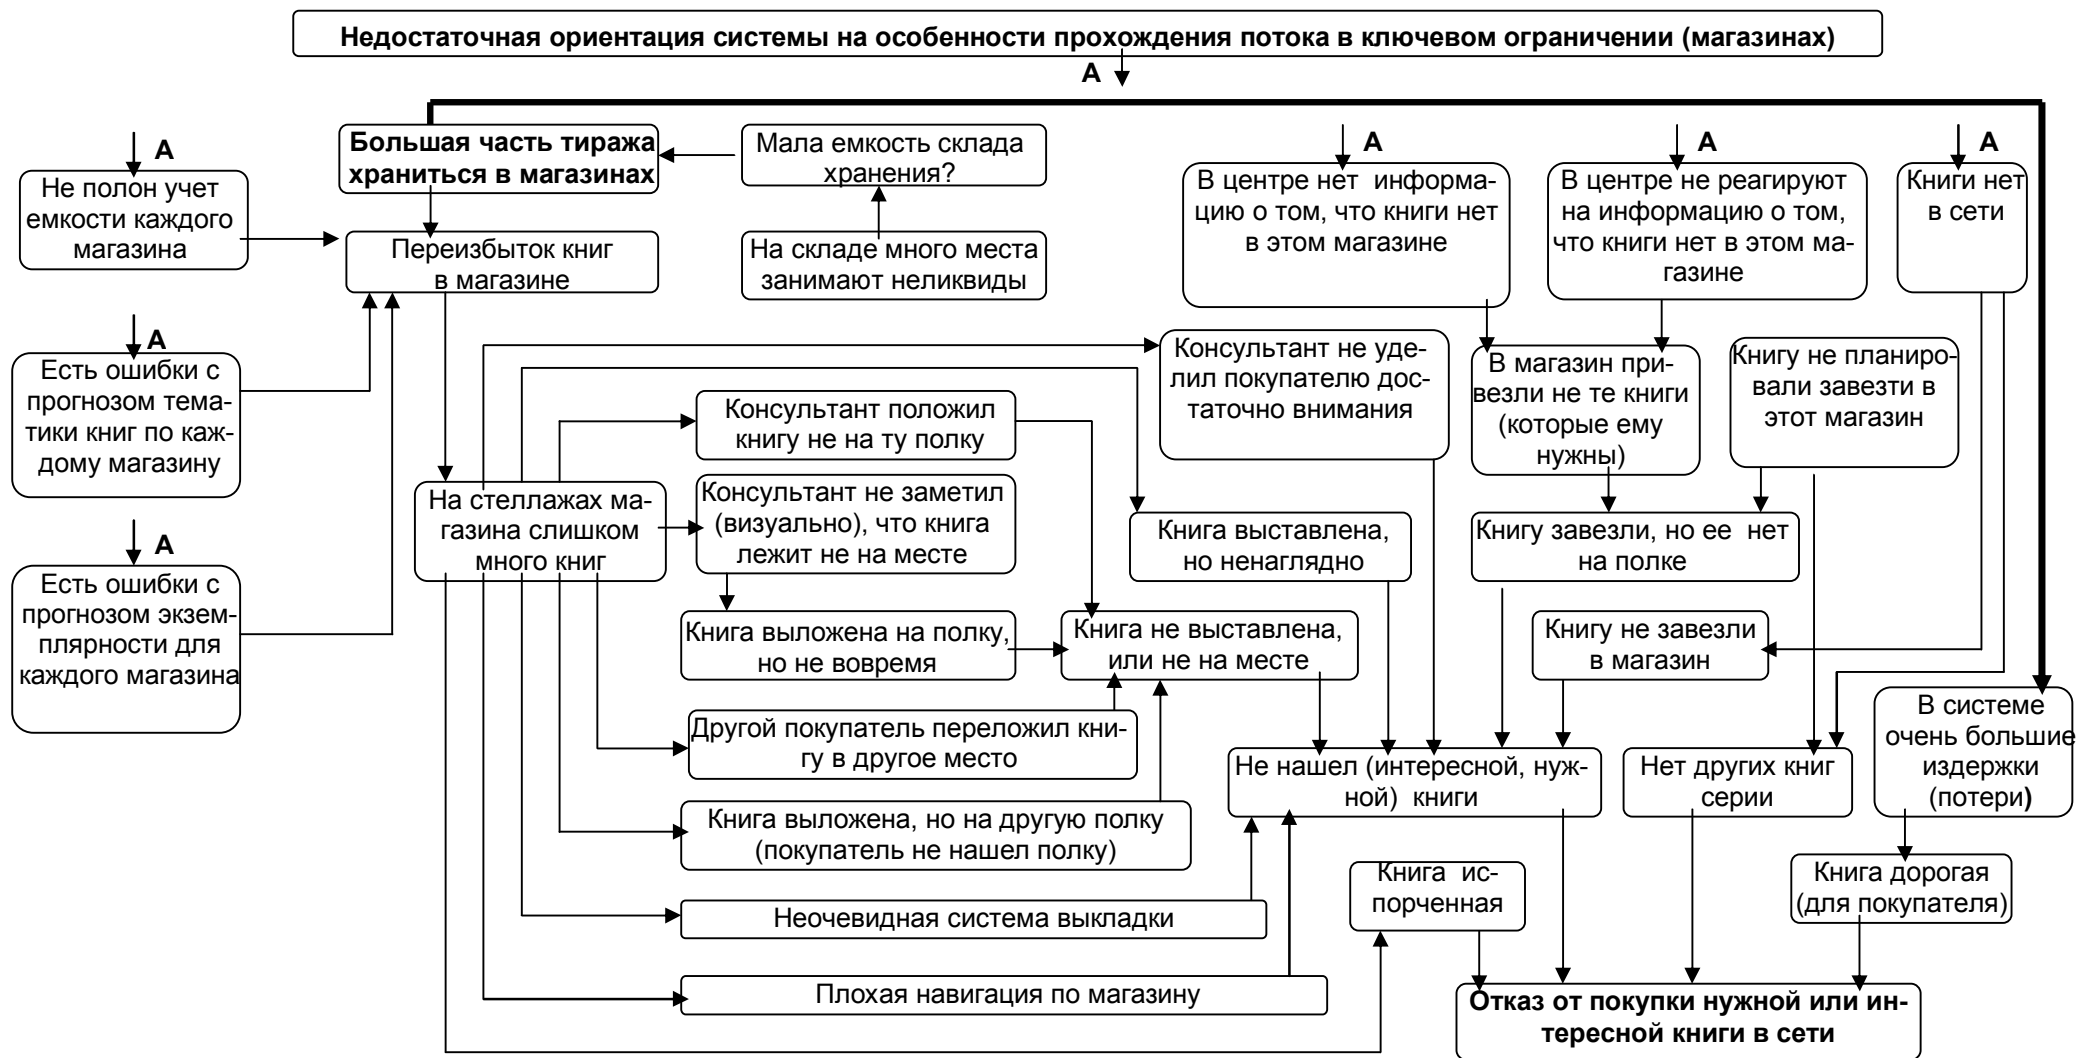 Недостаточная ориентация системы на особенности прохождения потока в ключевом ограничении (магазинах)
А
А
Не полон учет
емкости каждого
магазина
Большая часть тиража
храниться в магазинах
Мала емкость склада
хранения?
А
В центре нет информа-
цию о том, что книги нет
в этом магазине
А
В центре не реагируют
на информацию о том,
что книги нет в этом ма-
газине
А
Книги нет
в сети
Переизбыток книг
в магазине
На складе много места
занимают неликвиды
А
Есть ошибки с
прогнозом тема-
тики книг по каж-
дому магазину
Консультант не уде-
лил покупателю дос-
таточно внимания
В магазин при-
везли не те книги
(которые ему
нужны)
Книгу не планиро-
вали завезти в
этот магазин
Консультант положил
книгу не на ту полку
На стеллажах ма-
газина слишком
много книг
Консультант не заметил
(визуально), что книга
лежит не на месте
Книга выставлена,
но ненаглядно
Книгу завезли, но ее нет
на полке
А
Есть ошибки с
прогнозом экзем-
плярности для
каждого магазина
Книга выложена на полку,
но не вовремя
Книга не выставлена,
или не на месте
Книгу не завезли
в магазин
Другой покупатель переложил кни-
гу в другое место
Не нашел (интересной, нуж-
ной) книги
Нет других книг
серии
В системе
очень большие
издержки
(потери)
Книга выложена, но на другую полку
(покупатель не нашел полку)
Книга ис-
порченная
Книга дорогая
(для покупателя)
Неочевидная система выкладки
Плохая навигация по магазину
Отказ от покупки нужной или ин-
тересной книги в сети